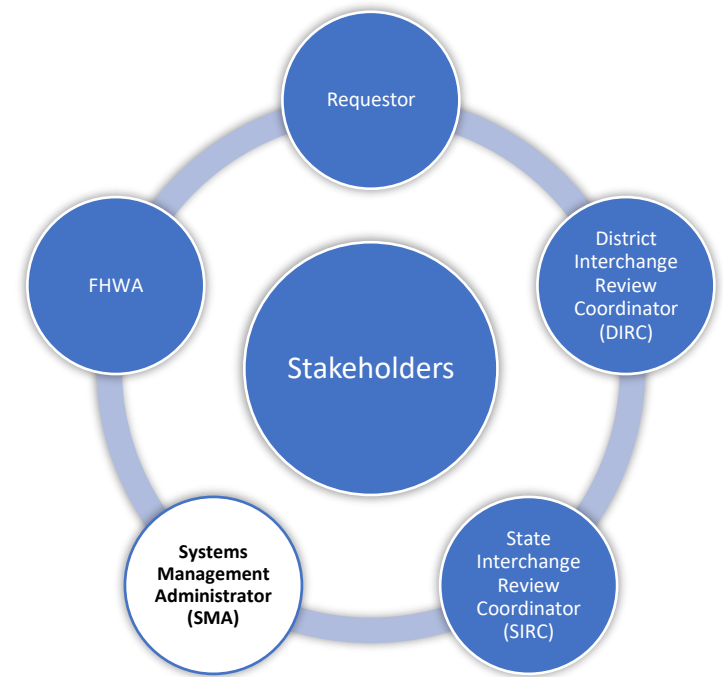 Requestor
District
Interchange
Review
Coordinator
(DIRC)
FHWA
Stakeholders
Systems
Management
Administrator
(SMA)
State
Interchange
Review
Coordinator
(SIRC)